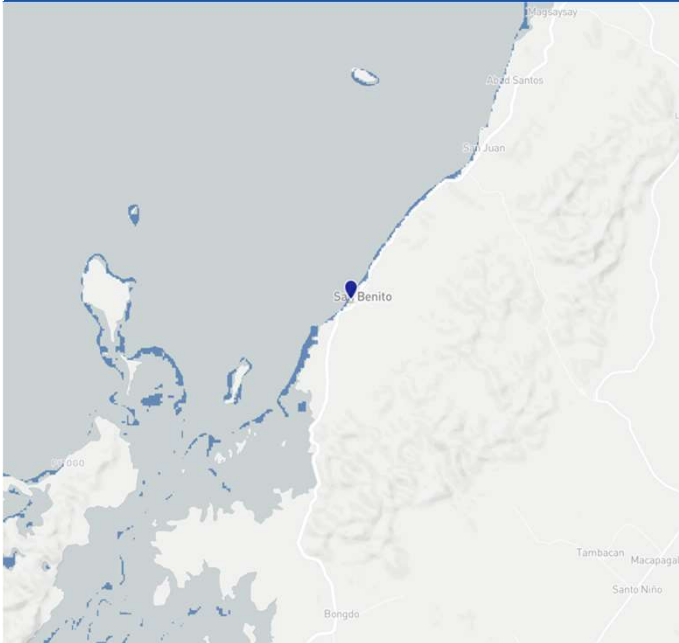 Magsaysay
Abad Santos
San Juan
San Benito
Tambacan
Macapagal
Santo Niño
Bongdo